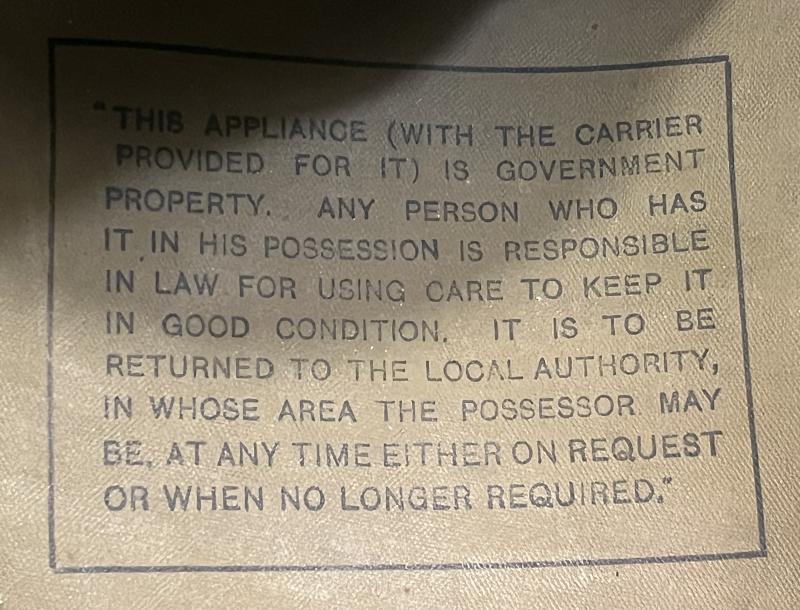 "THIS APPLIANCE (WITH THE CARRIER
PROVIDED FOR IT) IS GOVERNMENT
PROPERTY. ANY PERSON WHO HAS
IT IN HIS POSSESSION IS RESPONSIBLE
IN LAW FOR USING CARE TO KEEP IT
IN GOOD CONDITION. IT IS TO BE
RETURNED TO THE LOCAL AUTHORITY,
IN WHOSE AREA THE POSSESSOR MAY
BE, AT ANY TIME EITHER ON REQUEST
OR WHEN NO LONGER REQUIRED."